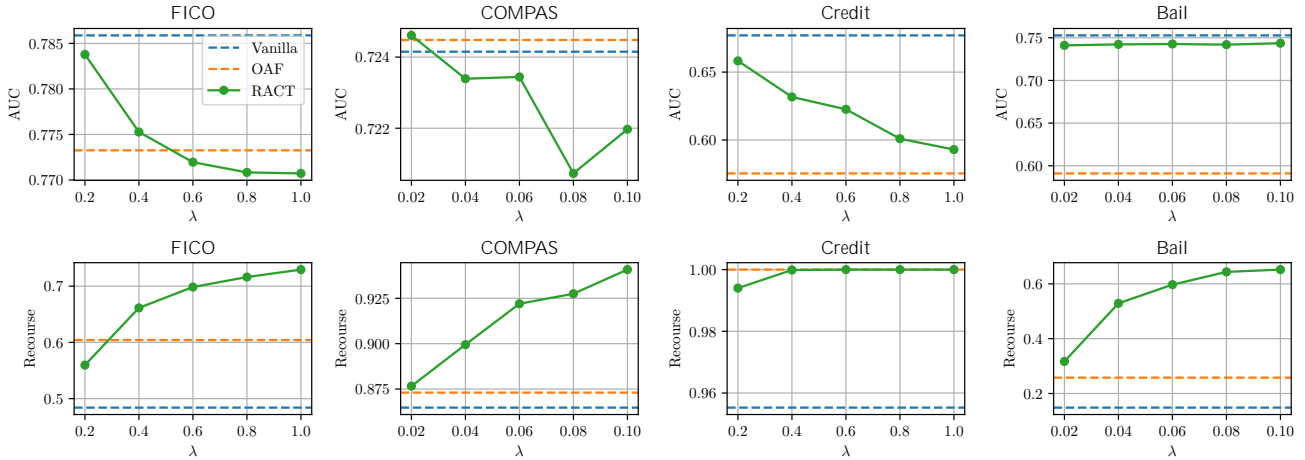 FICO
COMPAS
Credit
Bail
AUC
0.785
0.780
0.775
0.770
Vanilla
OAF
RACT
0.2 0.4 0.6 0.8 1.0
λ
AUC
0.724
0.722
0.02 0.04 0.06 0.08 0.10
λ
AUC
0.65
0.60
0.2 0.4 0.6 0.8 1.0
λ
AUC
0.75
0.70
0.65
0.60
0.02 0.04 0.06 0.08 0.10
λ
FICO
COMPAS
Credit
Bail
Recourse
0.7
0.6
0.5
0.2 0.4 0.6 0.8 1.0
λ
Recourse
0.925
0.900
0.875
0.02 0.04 0.06 0.08 0.10
λ
Recourse
1.00
0.98
0.96
0.2 0.4 0.6 0.8 1.0
λ
Recourse
0.6
0.4
0.2
0.02 0.04 0.06 0.08 0.10
λ